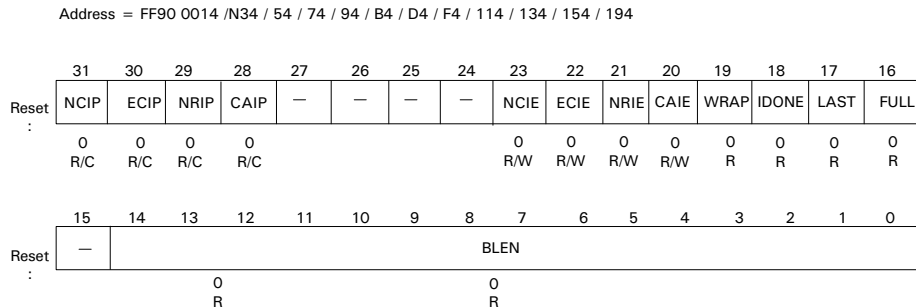 Address = FF90 0014 /N34 / 54 / 74 / 94 / B4 / D4 / F4 / 114 / 134 / 154 / 194
31 30 29 28 27 26 25 24 23 22 21 20 19 18 17 16
NCIP ECIP NRIP CAIP — — — — NCIE ECIE NRIE CAIE WRAP IDONE LAST FULL
Reset
:
0 0 0 0 0 0 0 0 0 0 0 0
R/C R/C R/C R/C R/W R/W R/W R/W R R R R
15 14 13 12 11 10 9 8 7 6 5 4 3 2 1 0
— BLEN
Reset
:
0 0
R R